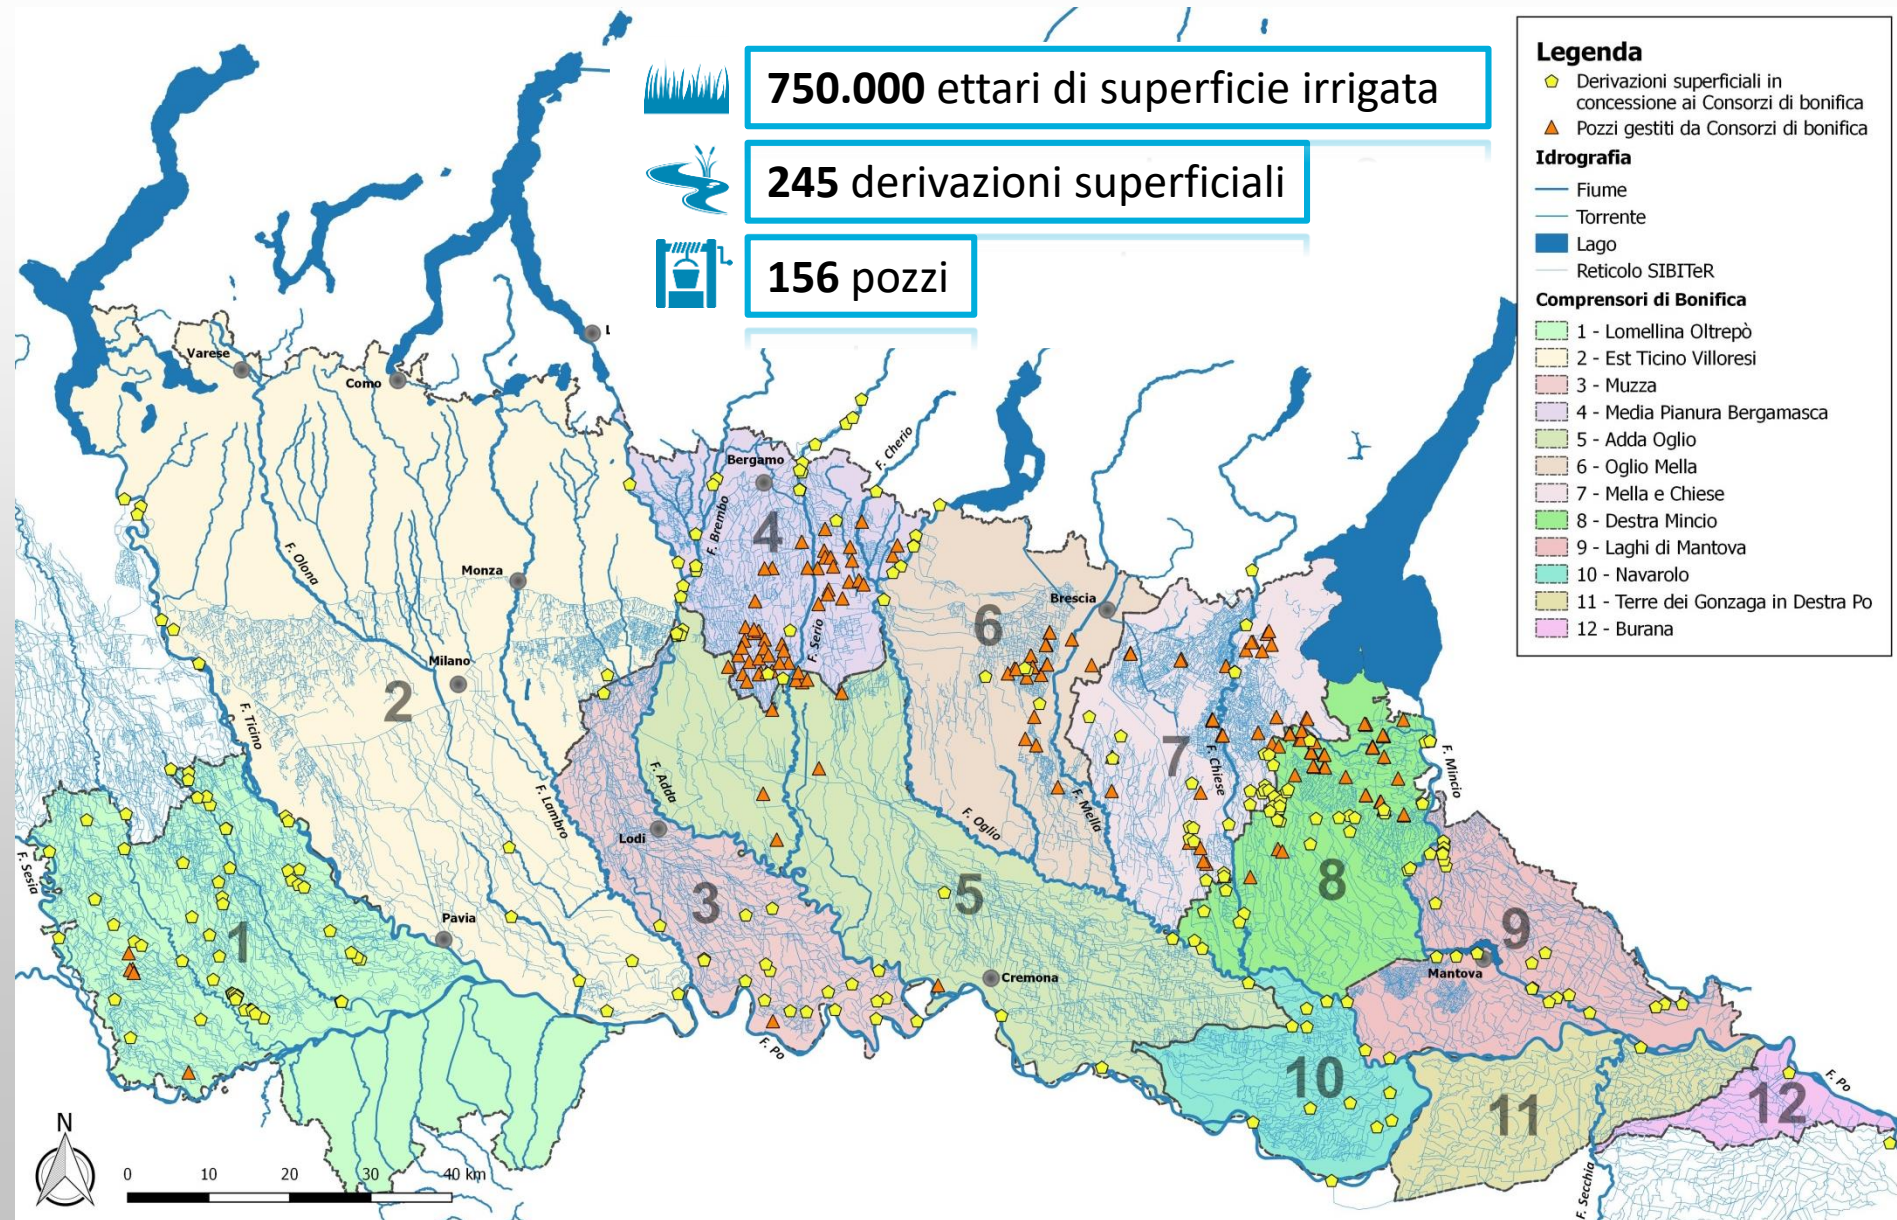 750.000 ettari di superficie irrigata
245 derivazioni superficiali
156 pozzi
Legenda
Derivazioni superficiali in
concessione ai Consorzi di bonifica
Pozzi gestiti da Consorzi di bonifica
Idrografia
Fiume
Torrente
Lago
Reticolo SIBITeR
Comprensori di Bonifica
1 - Lomellina Oltrepò
2 - Est Ticino Villoresi
3 - Muzza
4 - Media Pianura Bergamasca
5 - Adda Oglio
6 - Oglio Mella
7 - Mella e Chiese
8 - Destra Mincio
9 - Laghi di Mantova
10 - Navarolo
11 - Terre dei Gonzaga in Destra Po
12 - Burana
Varese
Como
L
Bergamo
F. Cherio
F. Brembo
4
F. Olona
Monza
Brescia
6
F. Serio
Milano
2
F. Ticino
7
F. Chiese
F. Mincio
F. Adda
F. Lambro
F. Oglio
F. Mella
Lodi
F. Sesia
8
3
5
Pavia
1
9
Mantova
Cremona
F. Po
10
11
12
F. Po
F. Secchia
N
0 10 20 30 40 km